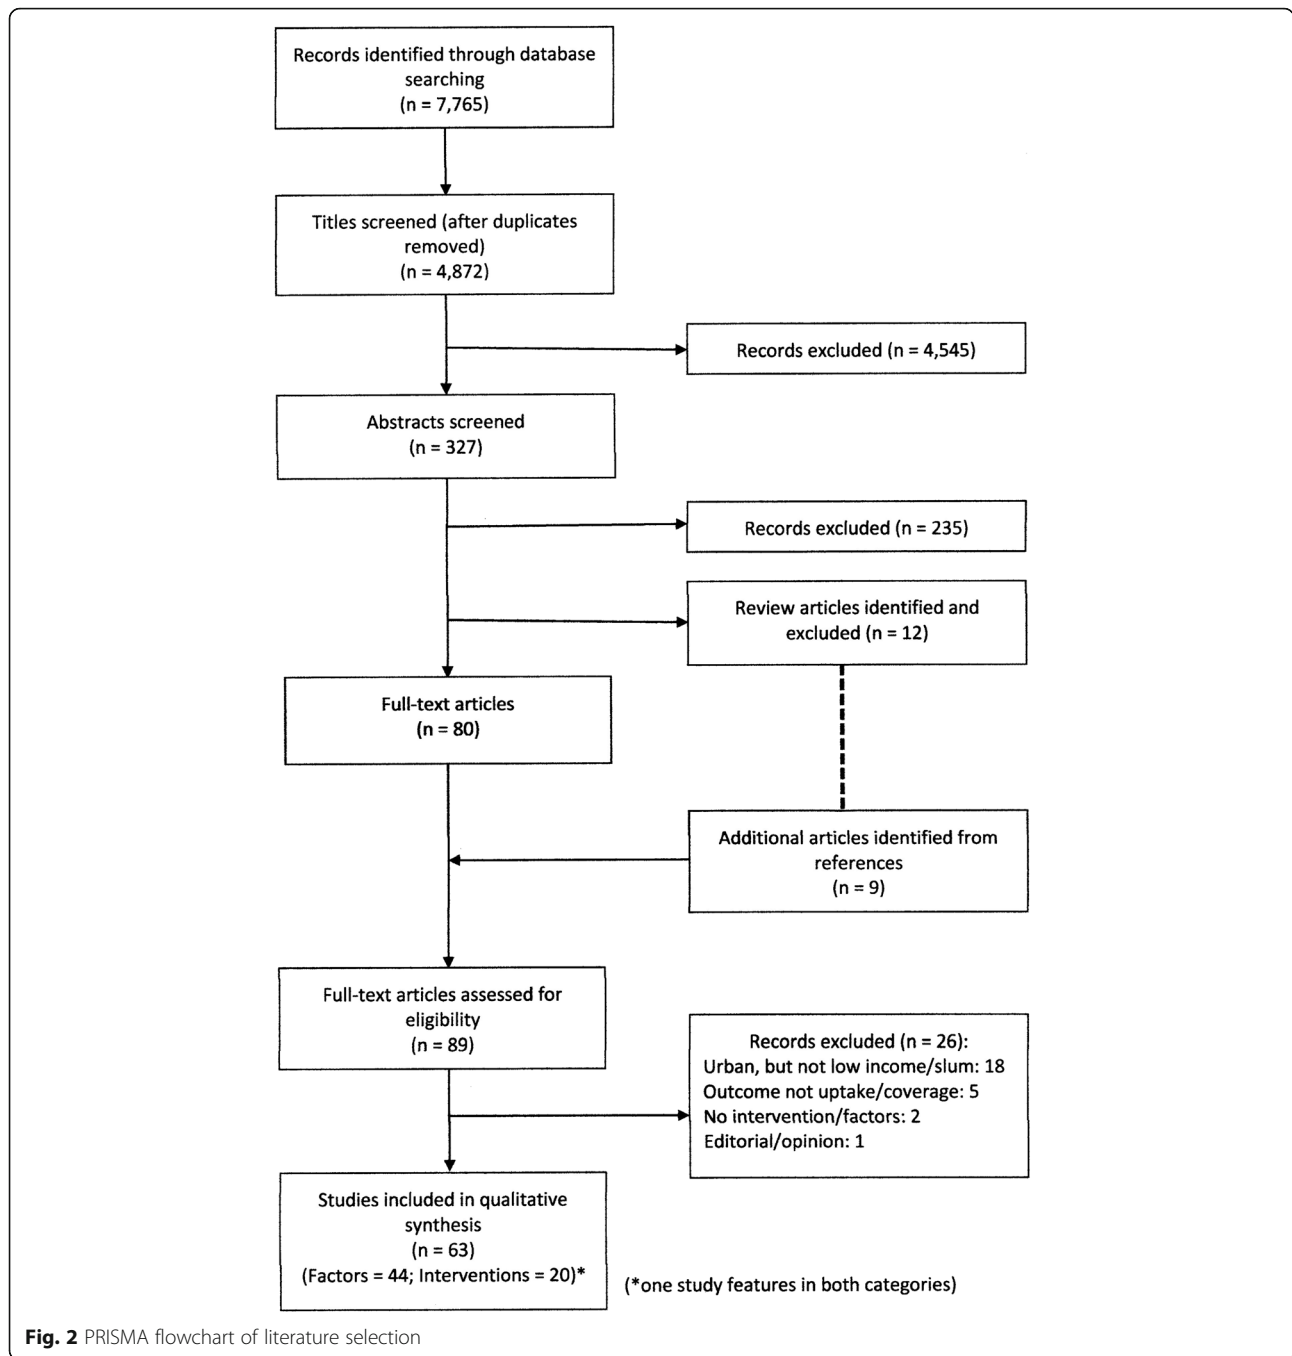 Records identified through database
searching
(n = 7,765)
Titles screened (after duplicates
removed)
(n = 4,872)
Records excluded (n = 4,545)
Abstracts screened
(n = 327)
Records excluded (n = 235)
Review articles identified and
excluded (n = 12)
Full-text articles
(n = 80)
Additional articles identified from
references
(n = 9)
Full-text articles assessed for
eligibility
(n = 89)
Records excluded (n = 26):
Urban, but not low income/slum: 18
Outcome not uptake/coverage: 5
No intervention/factors: 2
Editorial/opinion: 1
Studies included in qualitative
synthesis
(n = 63)
(Factors = 44; Interventions = 20)*
(*one study features in both categories)
Fig. 2 PRISMA flowchart of literature selection